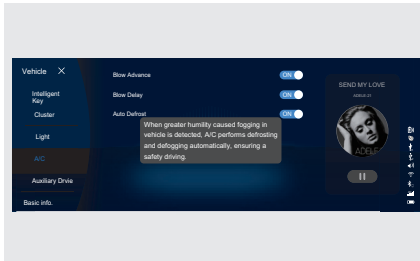 Vehicle
Intelligent
Key
Cluster
Light
A/C
Auxiliary Drvie
Basic info.
Blow Advance
ON
Blow Delay
ON
Auto Defrost
ON
When greater humility caused fogging in
vehicle is detected, A/C performs defrosting
and defogging automatically, ensuring a
safety driving.
SEND MY LOVE
ADELE 21
ADELE